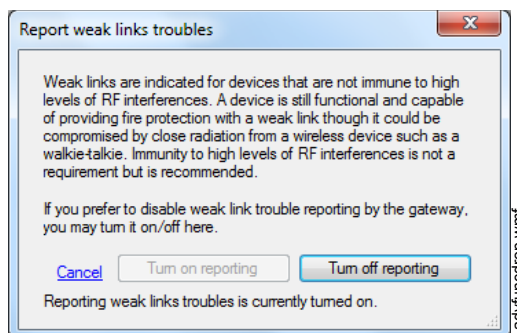 Report weak links troubles
Weak links are indicated for devices that are not immune to high
levels of RF interferences. A device is still functional and capable
of providing fire protection with a weak link though it could be
compromised by close radiation from a wireless device such as a
walkie-talkie. Immunity to high levels of RF interferences is not a
requirement but is recommended.
If you prefer to disable weak link trouble reporting by the gateway,
you may turn it on/off here.
Cancel Turn on reporting Turn off reporting
Reporting weak links troubles is currently turned on.